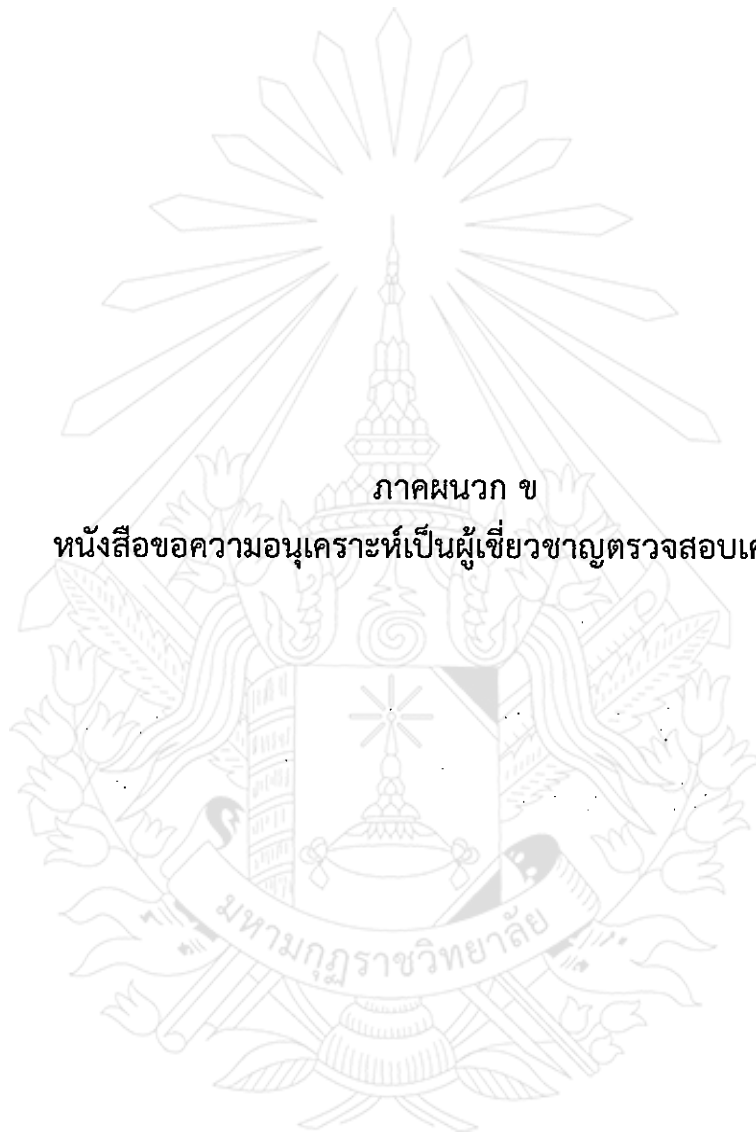 ภาคผนวก ข
หนังสือขอความอนุเคราะห์เป็นผู้เชี่ยวชาญตรวจสอบเค
มหามกุฏราชวิทยาลัย